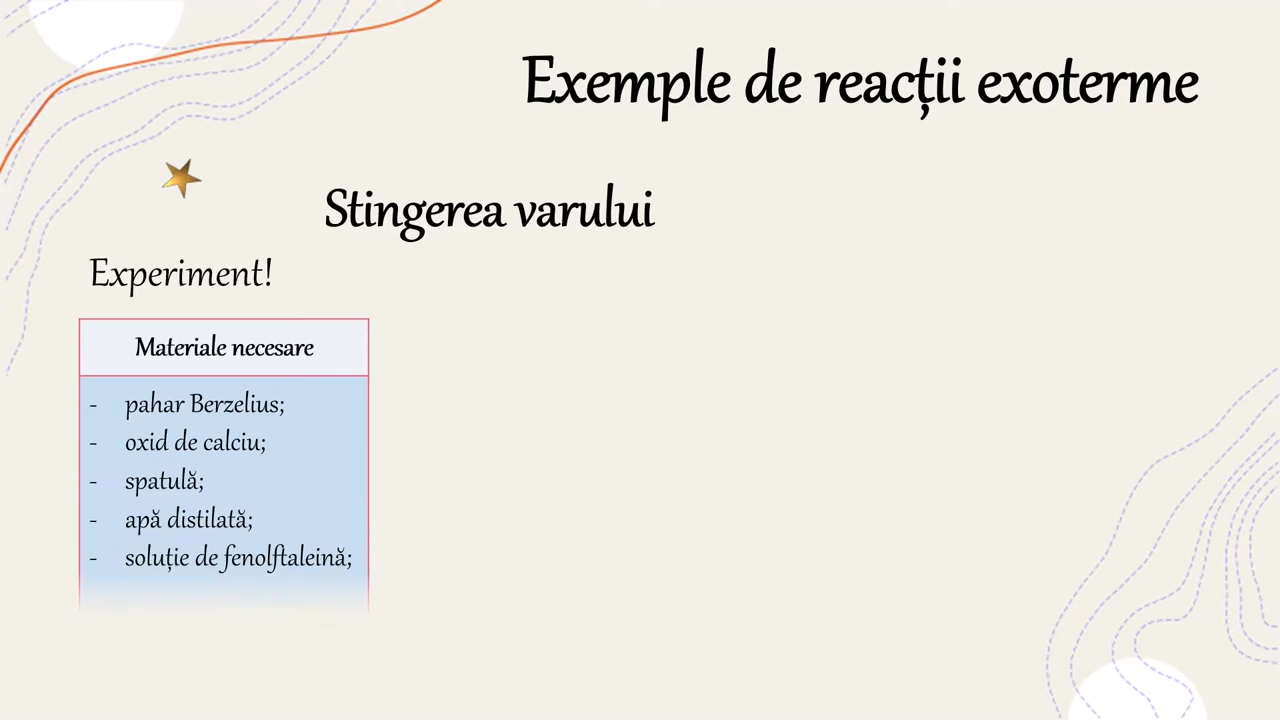 Exemple de reacții exoterme
Stingerea varului
Experiment!
Materiale necesare
- pahar Berzelius;
- oxid de calciu;
- spatulă;
- apă distilată;
- soluție de fenolftaleină;